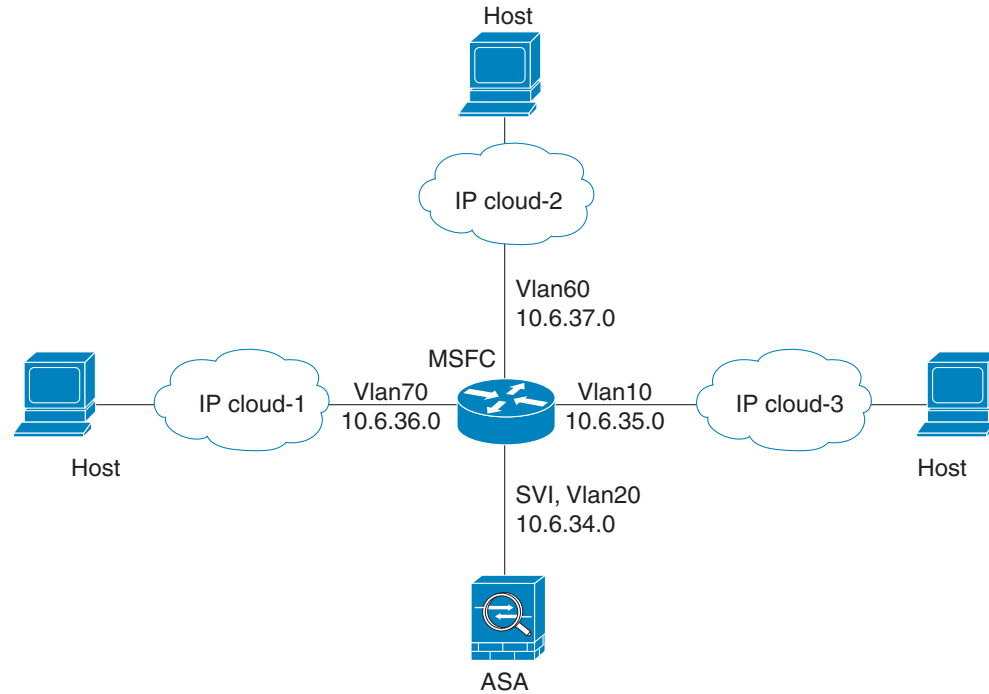 Host
IP cloud-2
Vlan60
10.6.37.0
MSFC
IP cloud-1
Vlan70
10.6.36.0
Vlan10
10.6.35.0
IP cloud-3
Host
Host
SVI, Vlan20
10.6.34.0
ASA